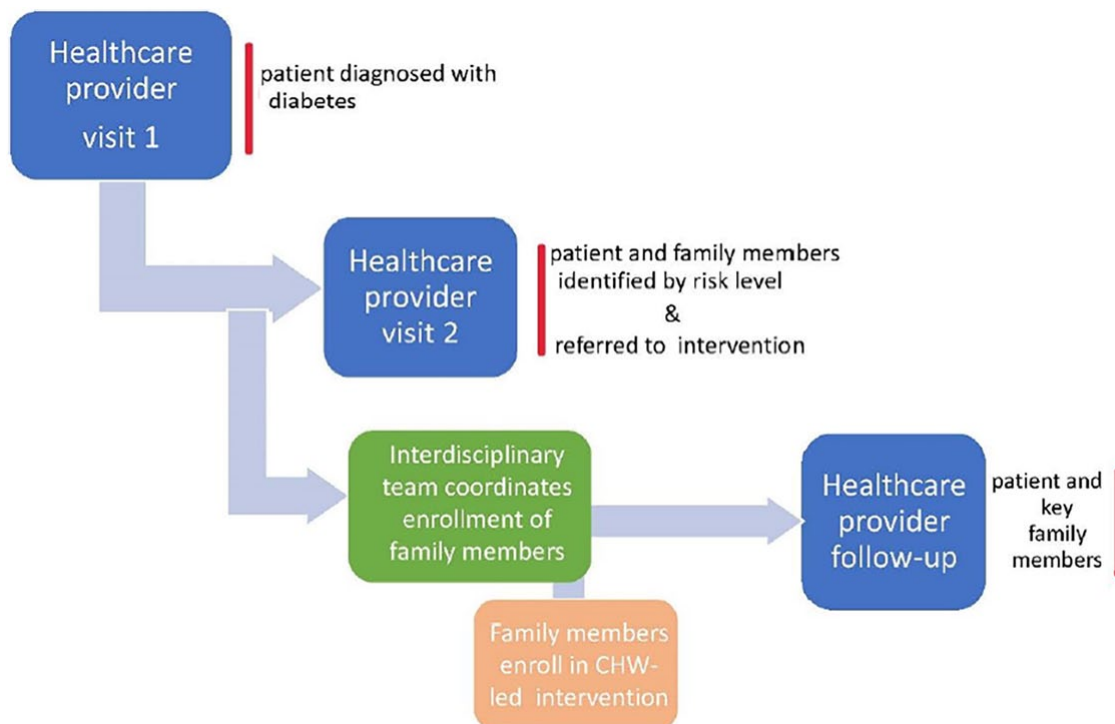 Healthcare
provider
visit 1
patient diagnosed with
diabetes
Healthcare
provider
visit 2
patient and family members
identified by risk level
&
referred to intervention
Interdisciplinary
team coordinates
enrollment of
family members
Healthcare
provider
follow-up
patient and
key
family
members
Family members
enroll in CHW-
led intervention